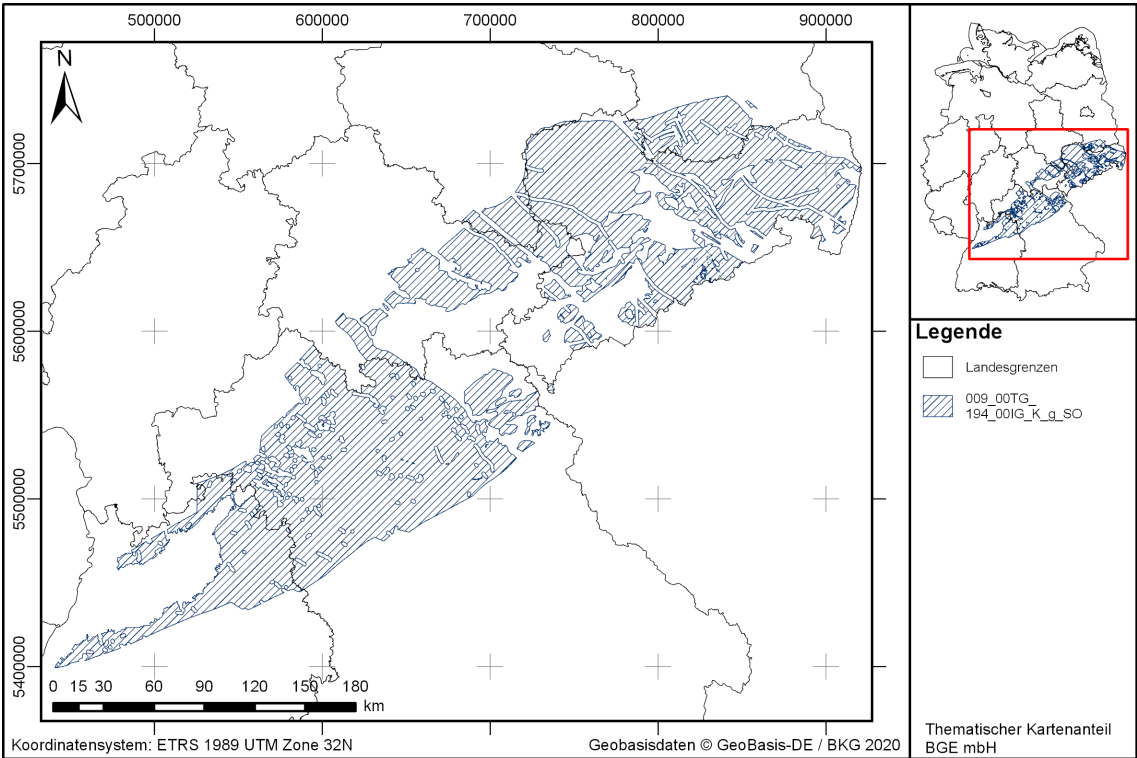 500000
600000
700000
800000
900000
N
5700000
5600000
5500000
5400000
0 15 30 60 90 120 150 180
km
Koordinatensystem: ETRS 1989 UTM Zone 32N
Geobasisdaten © GeoBasis-DE / BKG 2020
Legende
Landesgrenzen
009_00TG_
194_00IG_K_g_SO
Thematischer Kartenanteil
BGE mbH